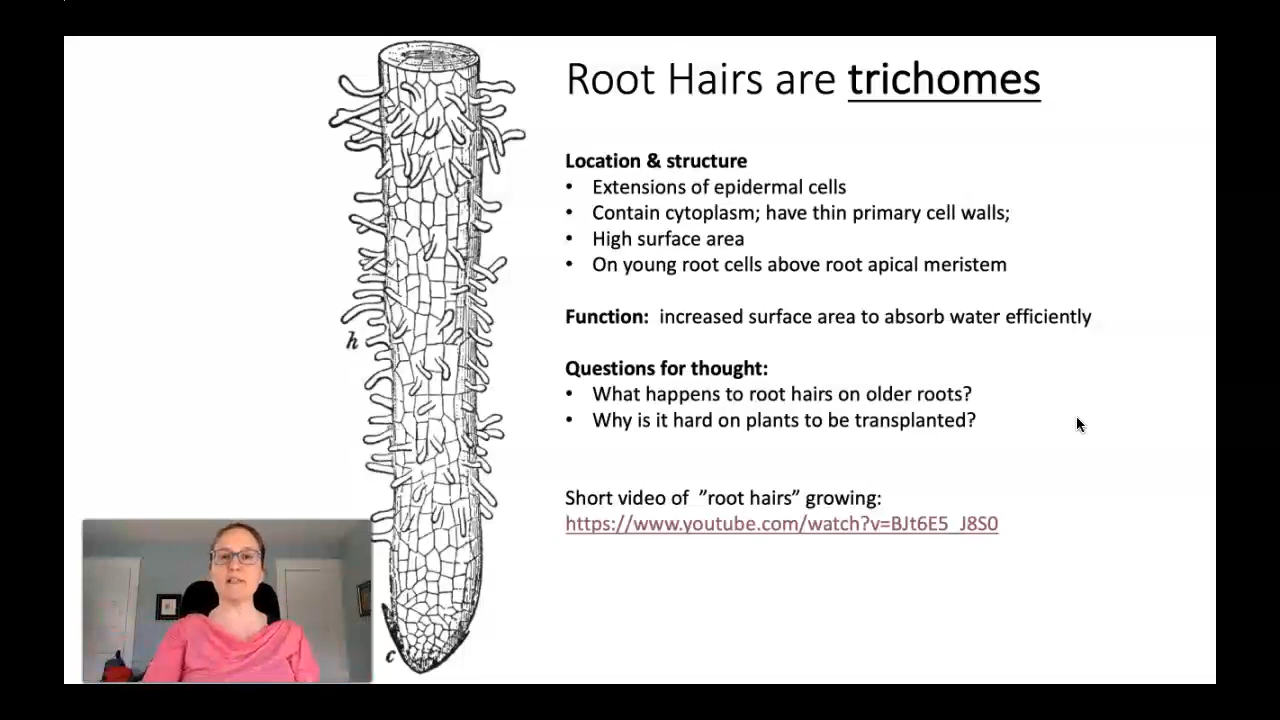 Root Hairs are trichomes
Location & structure
• Extensions of epidermal cells
• Contain cytoplasm; have thin primary cell walls;
• High surface area
• On young root cells above root apical meristem
Function: increased surface area to absorb water efficiently
Questions for thought:
• What happens to root hairs on older roots?
• Why is it hard on plants to be transplanted?
Short video of ”root hairs” growing:
https://www.youtube.com/watch?v=BJt6E5_J8S0
h
c